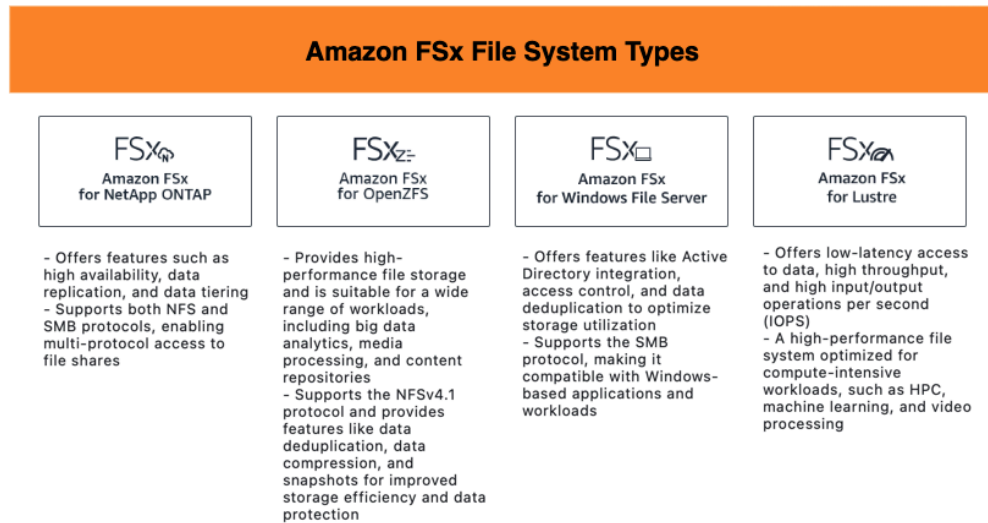 Amazon FSx File System Types
FSx
Amazon FSx
for NetApp ONTAP
- Offers features such as
high availability, data
replication, and data tiering
- Supports both NFS and
SMB protocols, enabling
multi-protocol access to
file shares
FSx
Amazon FSx
for OpenZFS
- Provides high-
performance file storage
and is suitable for a wide
range of workloads,
including big data
analytics, media
processing, and content
repositories
- Supports the NFSv4.1
protocol and provides
features like data
deduplication, data
compression, and
snapshots for improved
storage efficiency and data
protection
FSx
Amazon FSx
for Windows File Server
- Offers features like Active
Directory integration,
access control, and data
deduplication to optimize
storage utilization
- Supports the SMB
protocol, making it
compatible with Windows-
based applications and
workloads
FSx
Amazon FSx
for Lustre
- Offers low-latency access
to data, high throughput,
and high input/output
operations per second
(IOPS)
- A high-performance file
system optimized for
compute-intensive
workloads, such as HPC,
machine learning, and video
processing